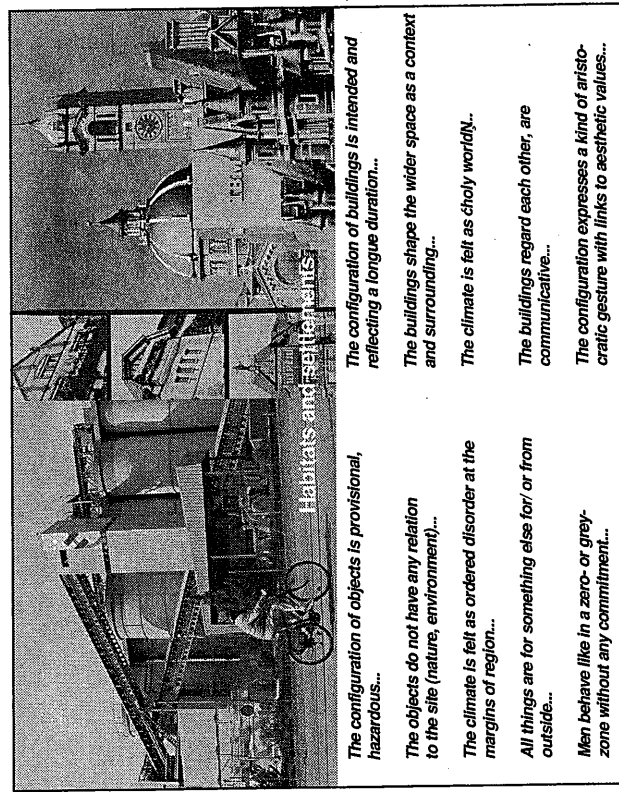 Habitats and settlements
The configuration of objects is provisional,
hazardous...
The objects do not have any relation
to the site (nature, environment)...
The climate is felt as ordered disorder at the
margins of region...
All things are for something else for/ or from
outside...
Men behave like in a zero- or grey-
zone without any commitment...
The configuration of buildings is intended and
reflecting a longue duration...
The buildings shape the wider space as a context
and surrounding...
The climate is felt as ćholy worldŃ...
The buildings regard each other, are
communicative...
The configuration expresses a kind of aristo-
cratic gesture with links to aesthetic values...